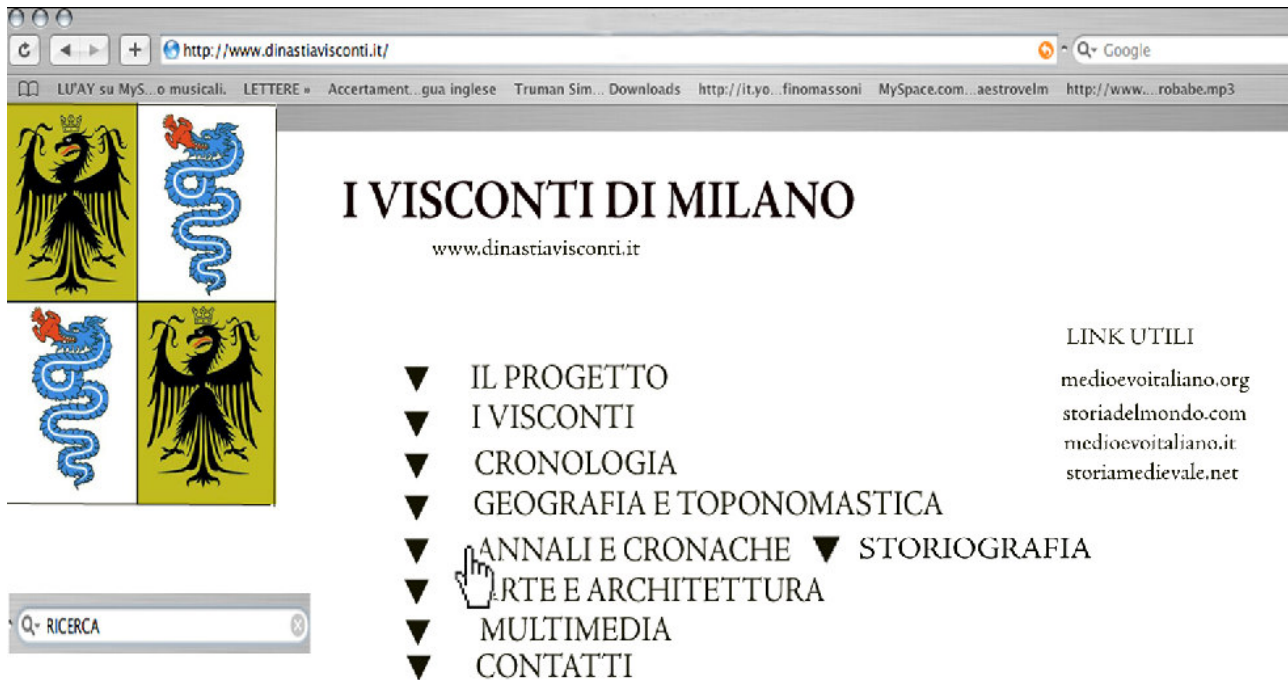 http://www.dinastiavisconti.it/
Google
LU'AY su MyS...o musicali. LETTERE » Accertament...gua inglese Truman Sim... Downloads http://it.yo...finomassoni MySpace.com...aestrovelm http://www....robabe.mp3
I VISCONTI DI MILANO
www.dinastiavisconti.it
LINK UTILI
medioevoitaliano.org
storiadelmondo.com
medioevoitaliano.it
storiamedievale.net
IL PROGETTO
I VISCONTI
CRONOLOGIA
GEOGRAFIA E TOPONOMASTICA
ANNALI E CRONACHE STORIOGRAFIA
RTE E ARCHITETTURA
MULTIMEDIA
CONTATTI
RICERCA